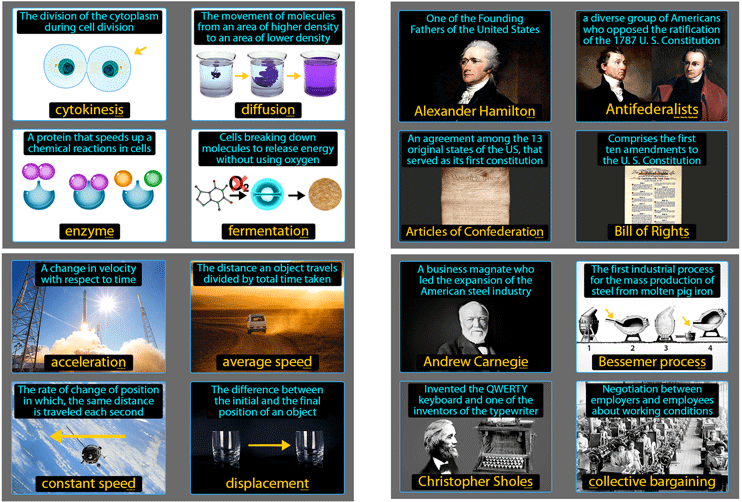 The division of the cytoplasm
during cell division
cytokinesis
The movement of molecules
from an area of higher density
to an area of lower density
diffusion
A protein that speeds up a
chemical reactions in cells
enzyme
Cells breaking down
molecules to release energy
without using oxygen
O2
fermentation
One of the Founding
Fathers of the United States
Alexander Hamilton
a diverse group of Americans
who opposed the ratification
of the 1787 U. S. Constitution
Antifederalists
An agreement among the 13
original states of the US, that
served as its first constitution
Articles of Confederation
Comprises the first
ten amendments to
the U. S. Constitution
Bill of Rights
A change in velocity
with respect to time
acceleration
The distance an object travels
divided by total time taken
average speed
The rate of change of position
in which, the same distance
is traveled each second
constant speed
The difference between
the initial and the final
position of an object
displacement
A business magnate who
led the expansion of the
American steel industry
Andrew Carnegie
The first industrial process
for the mass production of
steel from molten pig iron
1 2 3 4
Bessemer process
Invented the QWERTY
keyboard and one of the
inventors of the typewriter
Christopher Sholes
Negotiation between
employers and employees
about working conditions
collective bargaining